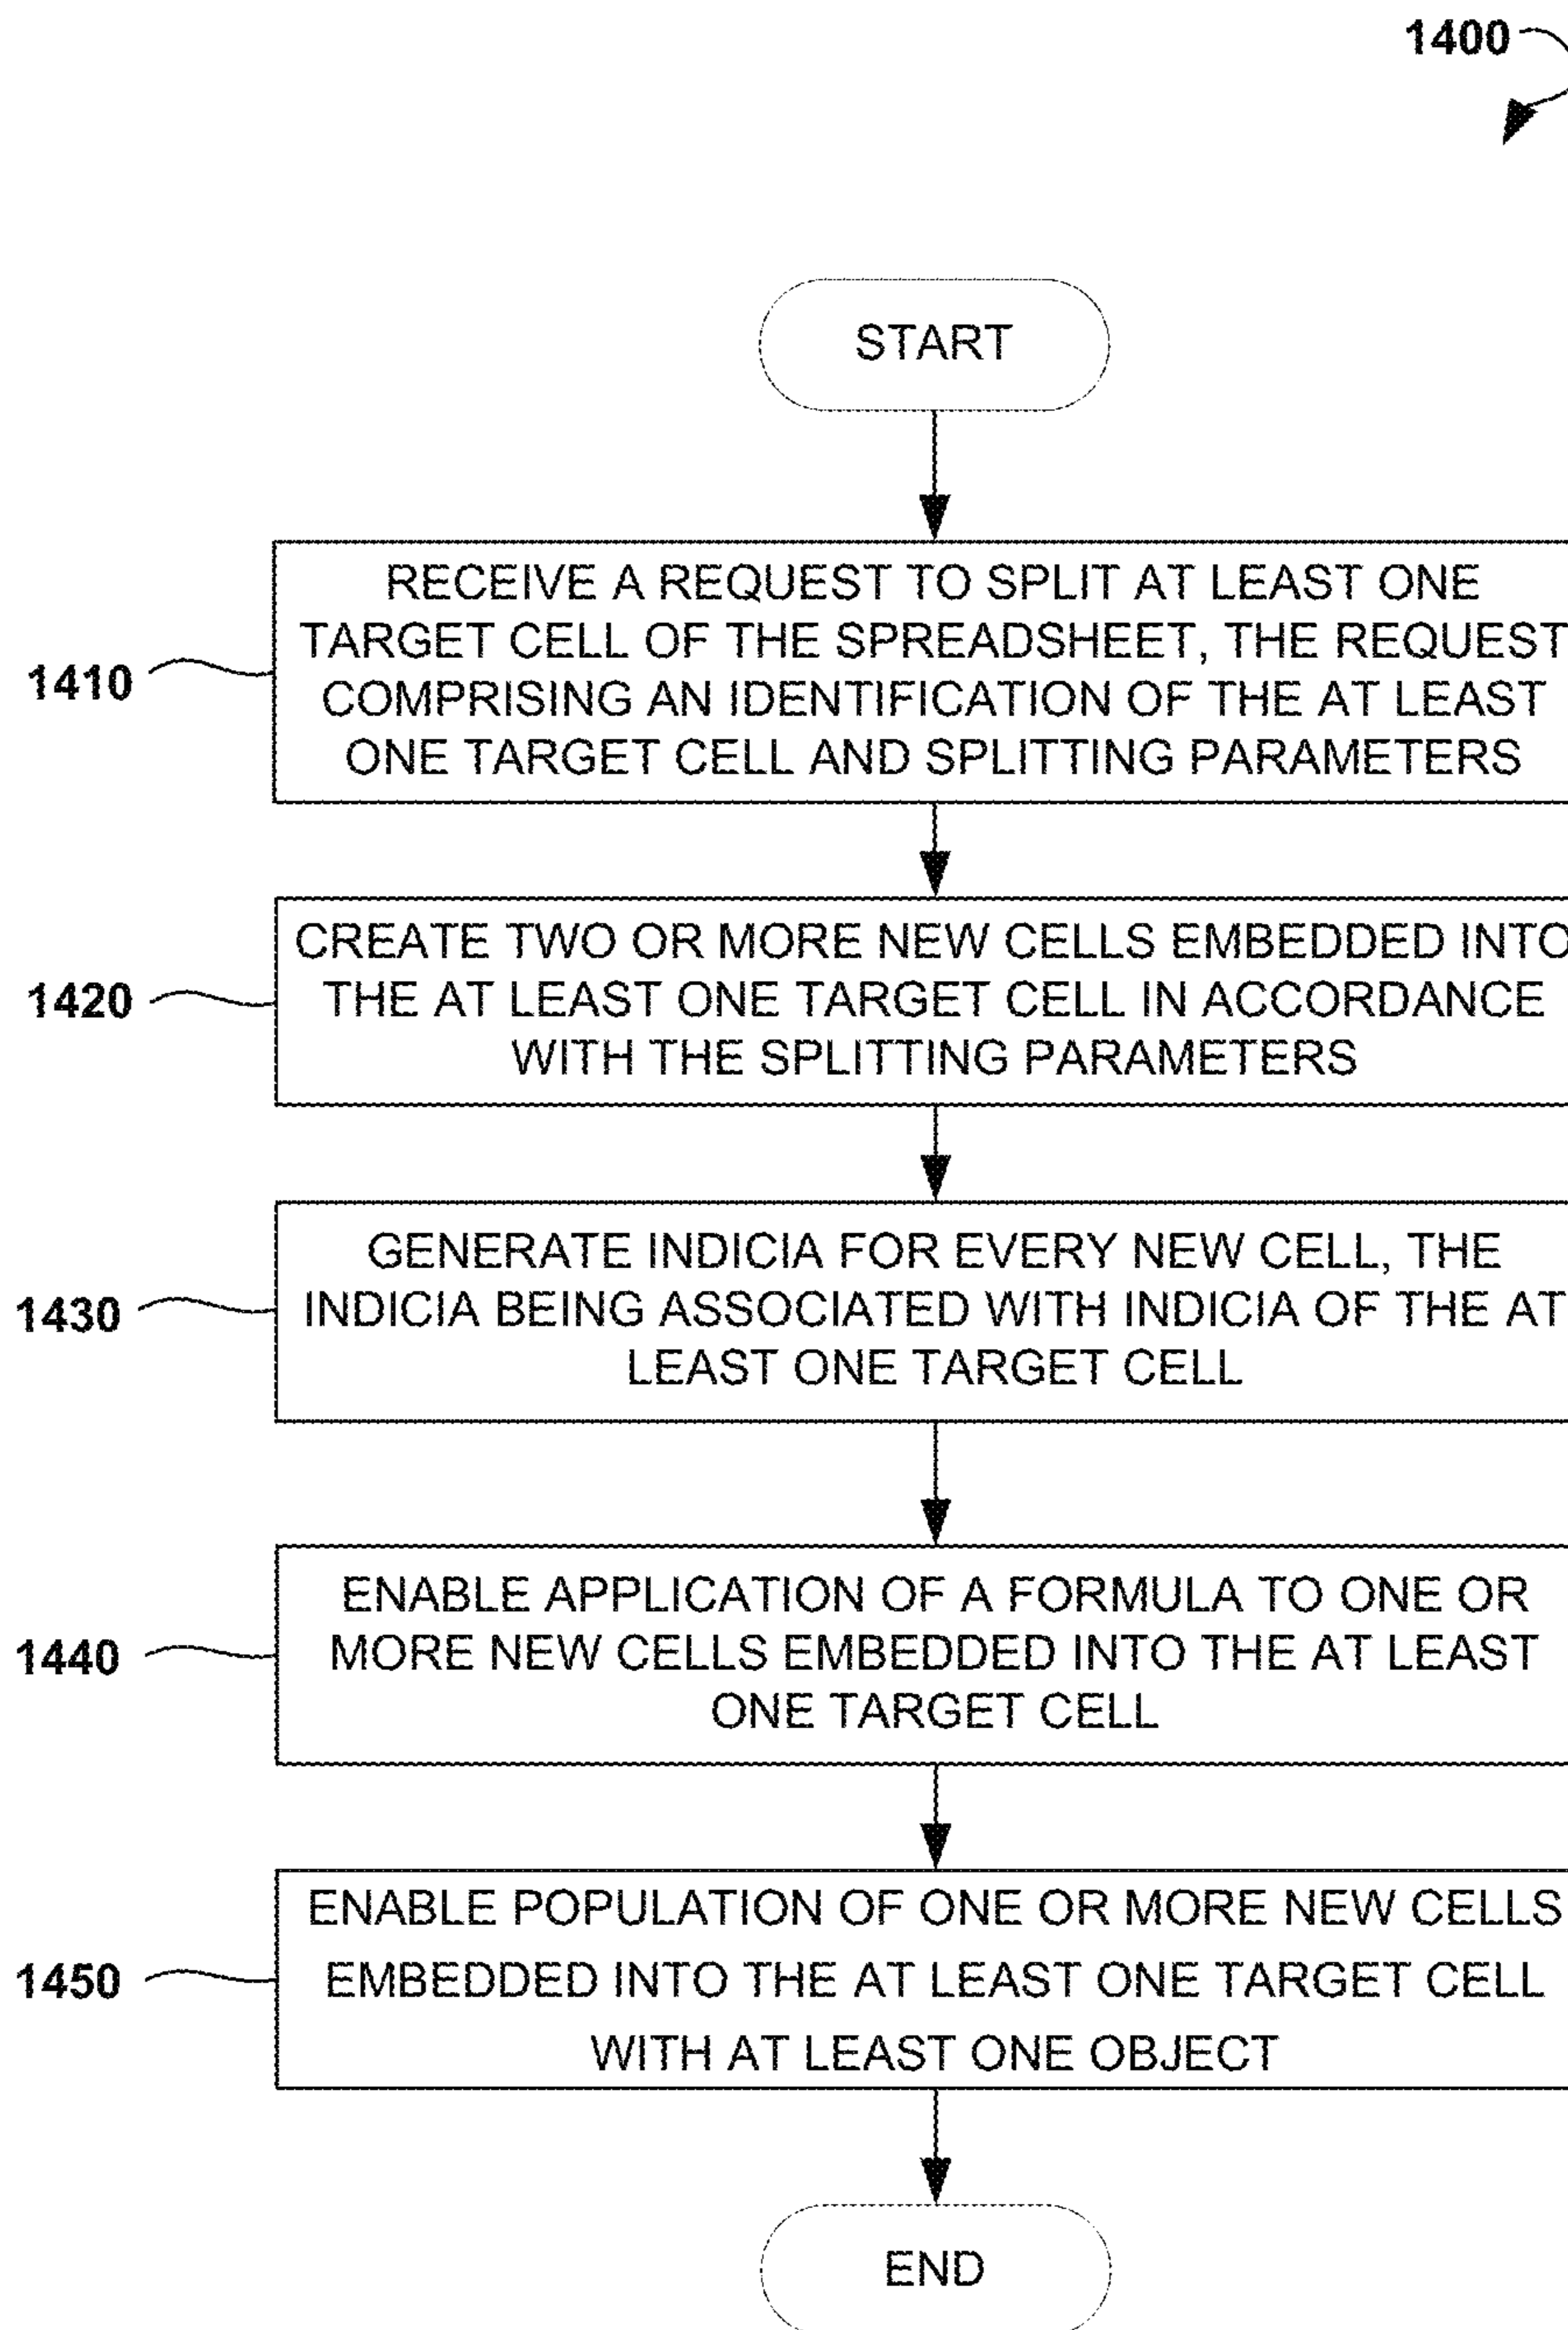 1400
START
RECEIVE A REQUEST TO SPLIT AT LEAST ONE
TARGET CELL OF THE SPREADSHEET, THE REQUEST
1410
COMPRISING AN IDENTIFICATION OF THE AT LEAST
ONE TARGET CELL AND SPLITTING PARAMETERS
CREATE TWO OR MORE NEW CELLS EMBEDDED INTO
1420
THE AT LEAST ONE TARGET CELL IN ACCORDANCE
WITH THE SPLITTING PARAMETERS
GENERATE INDICIA FOR EVERY NEW CELL, THE
1430
INDICIA BEING ASSOCIATED WITH INDICIA OF THE AT
LEAST ONE TARGET CELL
ENABLE APPLICATION OF A FORMULA TO ONE OR
1440
MORE NEW CELLS EMBEDDED INTO THE AT LEAST
ONE TARGET CELL
ENABLE POPULATION OF ONE OR MORE NEW CELLS
1450
EMBEDDED INTO THE AT LEAST ONE TARGET CELL
WITH AT LEAST ONE OBJECT
END